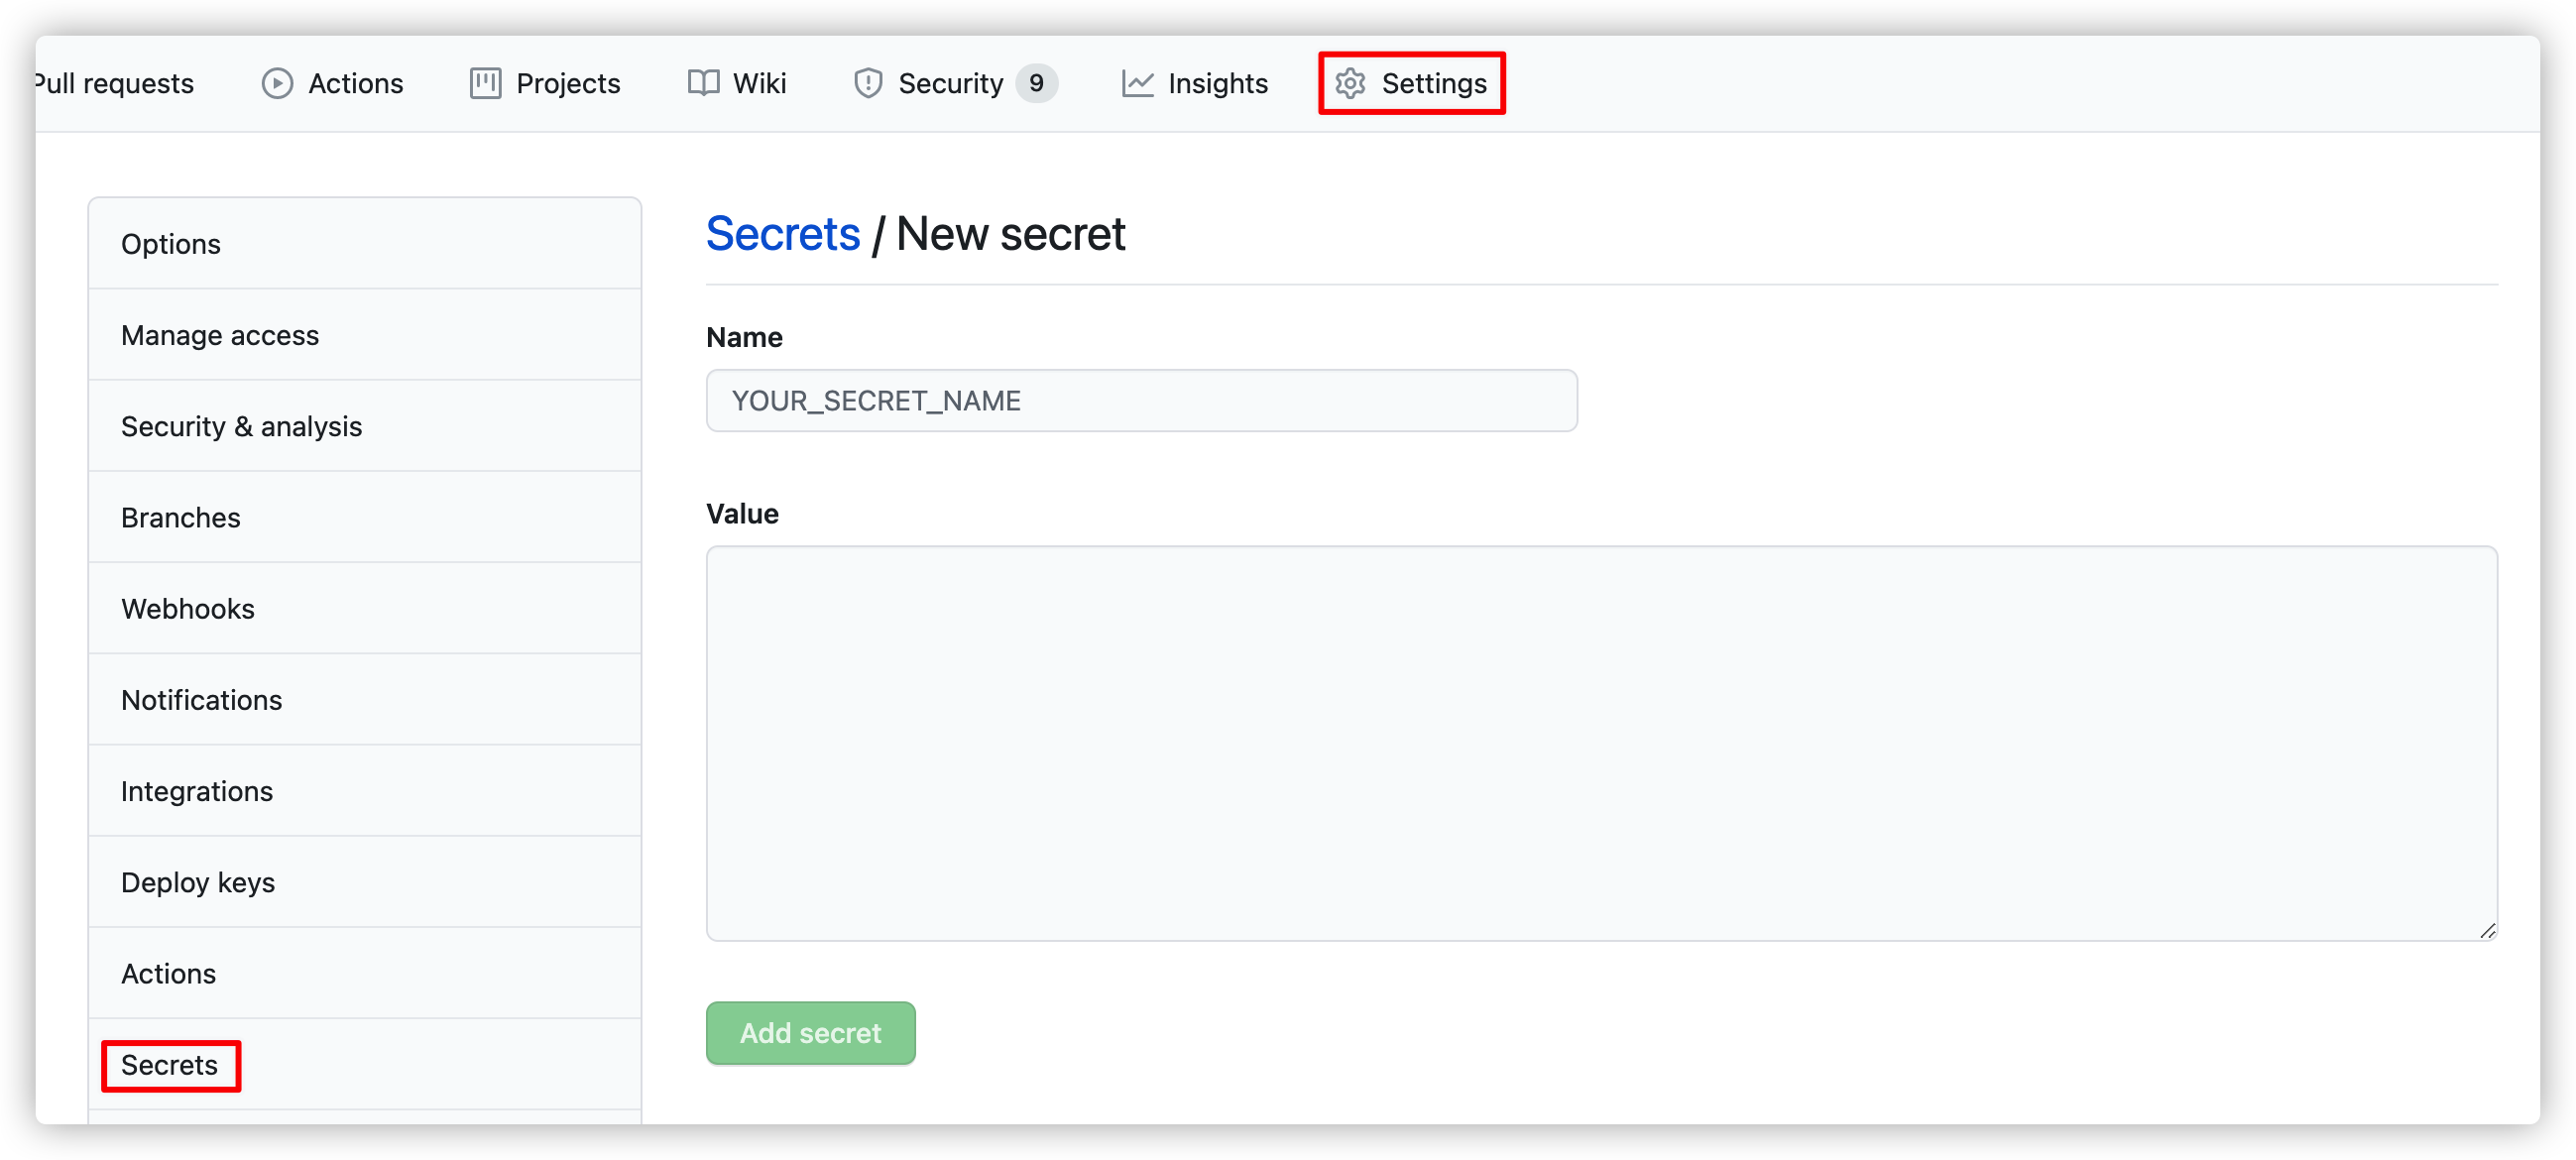 Pull requests Actions Projects Wiki Security 9 Insights Settings
Options
Manage access
Security & analysis
Branches
Webhooks
Notifications
Integrations
Deploy keys
Actions
Secrets
Secrets / New secret
Name
YOUR_SECRET_NAME
Value
Add secret